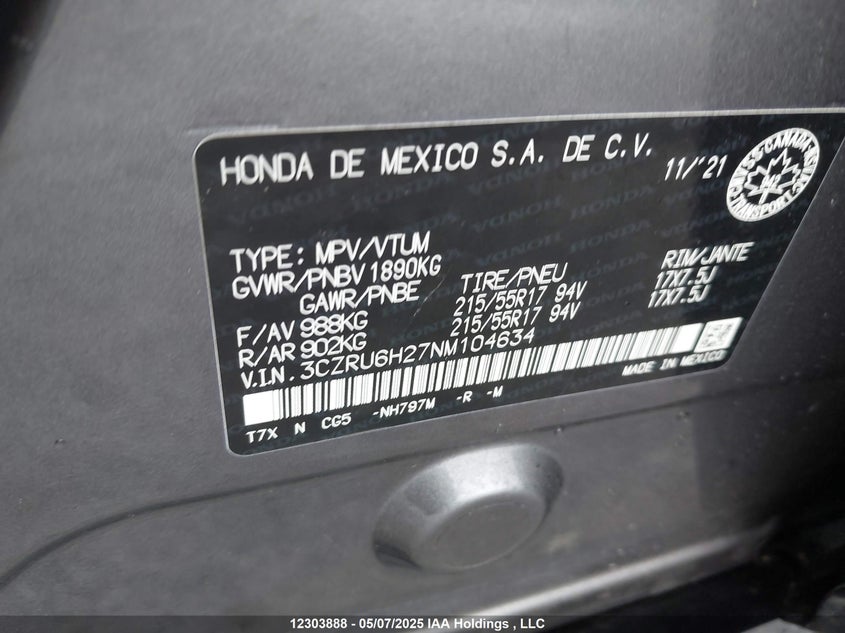 HONDA DE MEXICO S.A. DE C.V. 11/'21
TYPE: MPV/VTUM
GVWR/PNBV 1890KG
GAWR/PNBE TIRE/PNEU RIM/JANTE
F/AV 988KG 215/55R17 94V 17X7.5J
R/AR 902KG 215/55R17 94V 17X7.5J
V.I.N. 3CZRU6H27NM104634
MADE IN MEXICO
T7X N CG5 -NH797M -R -M
CANADA
TRANSPORT
12303888 - 05/07/2025 IAA Holdings , LLC